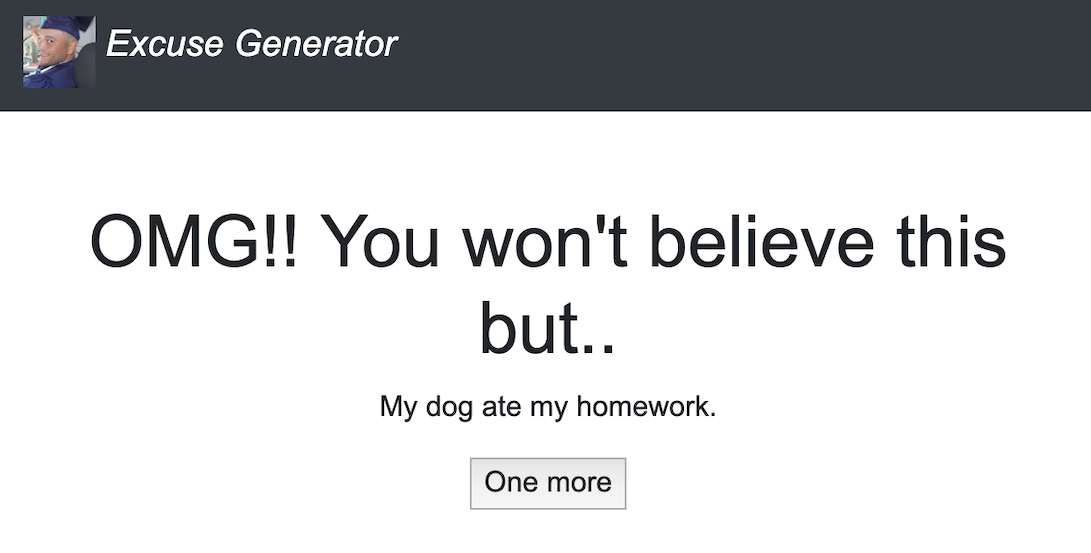 Excuse Generator
OMG!! You won't believe this
but..
My dog ate my homework.
One more